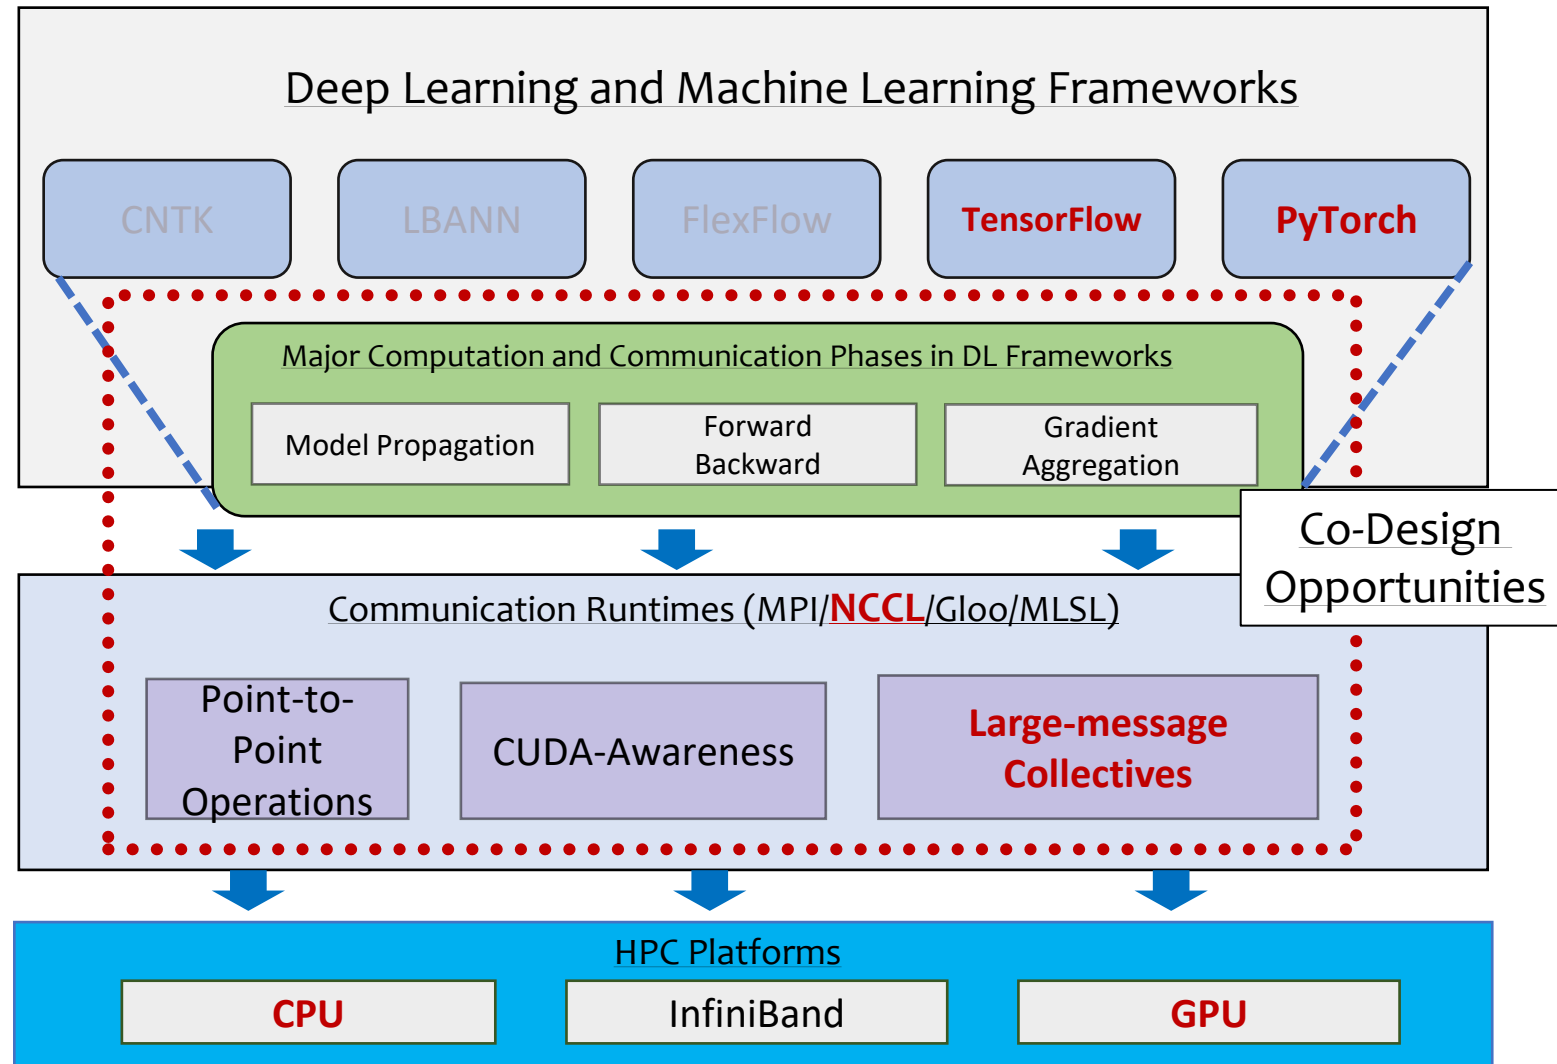 Deep Learning and Machine Learning Frameworks
CNTK
LBANN
FlexFlow
TensorFlow
PyTorch
Major Computation and Communication Phases in DL Frameworks
Model Propagation
Forward
Backward
Gradient
Aggregation
Co-Design
Opportunities
Communication Runtimes (MPI/NCCL/Gloo/MLSL)
Point-to-
Point
Operations
CUDA-Awareness
Large-message
Collectives
HPC Platforms
CPU
InfiniBand
GPU